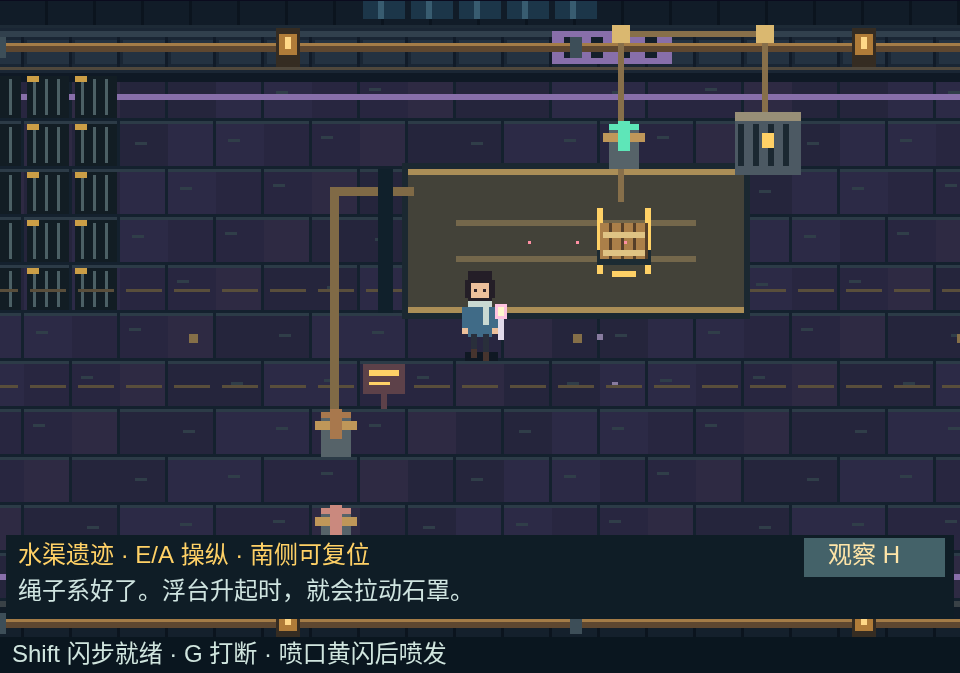 水渠遗迹 · E/A 操纵 · 南侧可复位
观察 H
绳子系好了。浮台升起时，就会拉动石罩。
Shift 闪步就绪 · G 打断 · 喷口黄闪后喷发